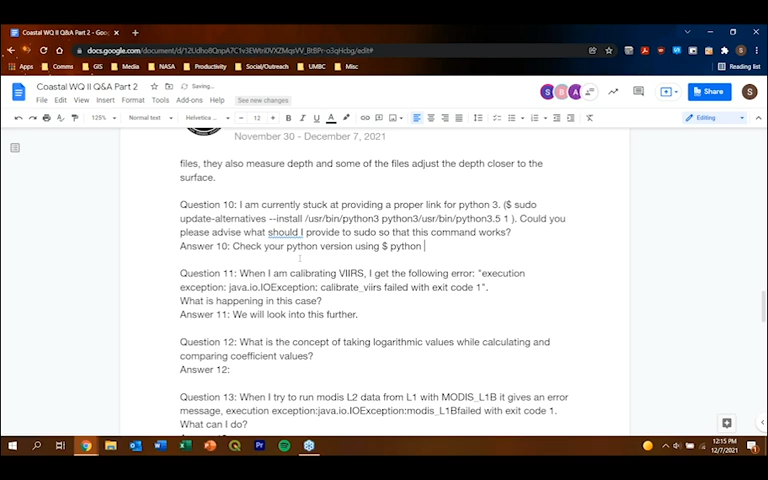 Coastal WQ II Q&A Part 2 - Goo
docs.google.com/document/d/
Apps Comms GIS Media NASA Productivity Social/Outreach UMBC Misc Reading list
Coastal WQ II Q&A Part 2 Saving...
File Edit View Insert Format Tools Add-ons Help See new changes
Share
S
125% Normal text 12 B I U A Editing
November 30 - December 7, 2021
files, they also measure depth and some of the files adjust the depth closer to the
surface.
Question 10: I am currently stuck at providing a proper link for python 3. ($ sudo
update-alternatives --install /usr/bin/python3 python3/usr/bin/python3.5 1 ). Could you
please advise what should I provide to sudo so that this command works?
Answer 10: Check your python version using $ python
Question 11: When I am calibrating VIIRS, I get the following error: “execution
exception: java.io.IOException: calibrate_viirs failed with exit code 1”.
What is happening in this case?
Answer 11: We will look into this further.
Question 12: What is the concept of taking logarithmic values while calculating and
comparing coefficient values?
Answer 12:
Question 13: When I try to run modis L2 data from L1 with MODIS_L1B it gives an error
message, execution exception:java.io.IOException:modis_L1Bfailed with exit code 1.
What can I do?
12:15 PM
12/7/2021